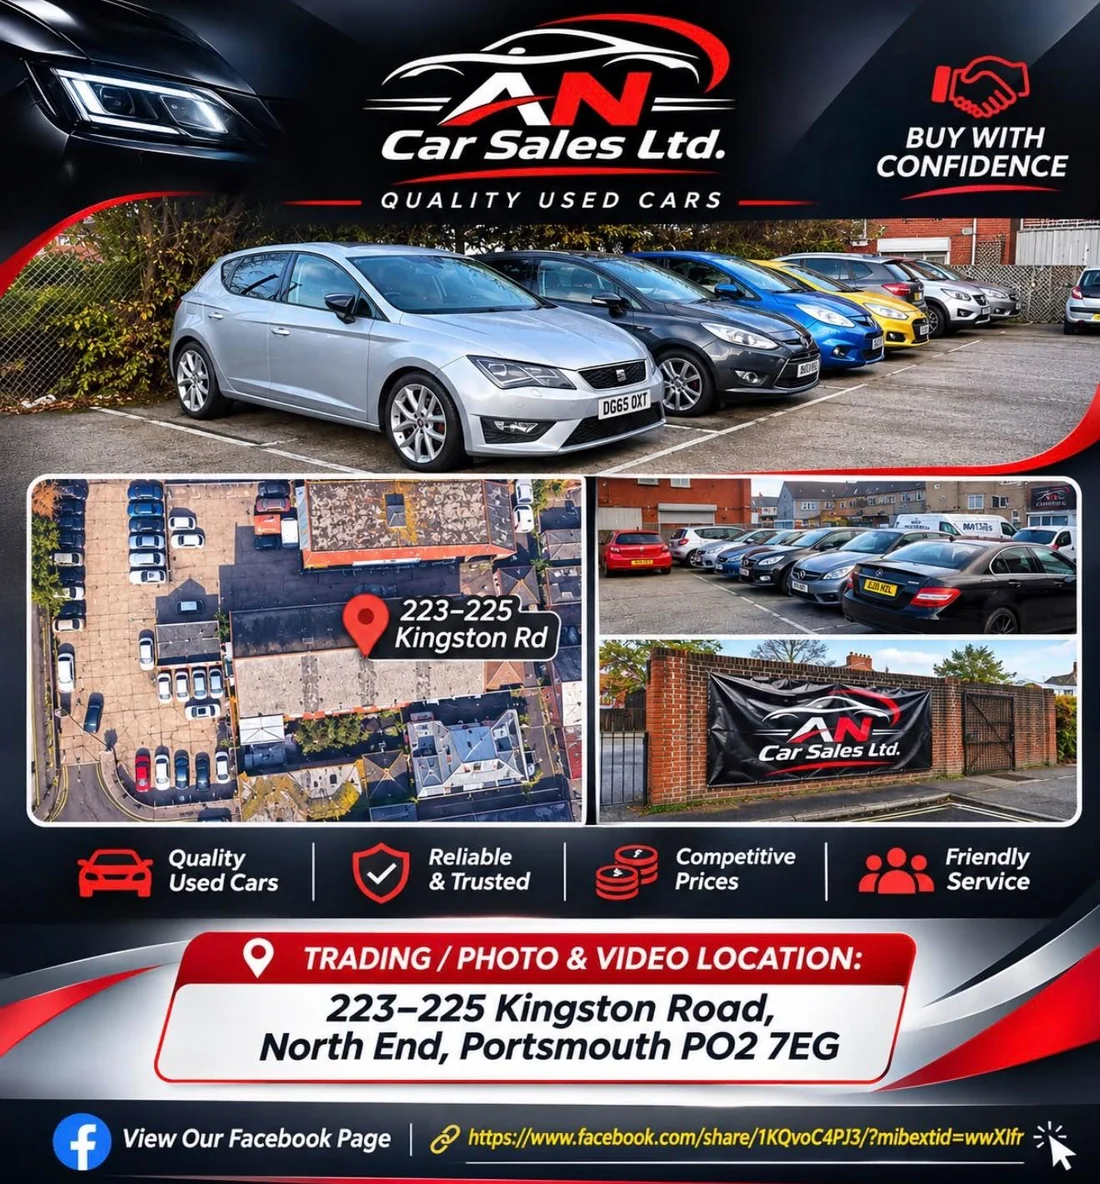 AN
Car Sales Ltd.
QUALITY USED CARS
BUY WITH
CONFIDENCE
DG65 OXT
223–225
Kingston Rd
AN
Car Sales Ltd.
Quality
Used Cars
Reliable
& Trusted
Competitive
Prices
Friendly
Service
TRADING / PHOTO & VIDEO LOCATION:
223–225 Kingston Road,
North End, Portsmouth PO2 7EG
View Our Facebook Page
https://www.facebook.com/share/1KQvoC4PJ3/?mibextid=wwXIfr